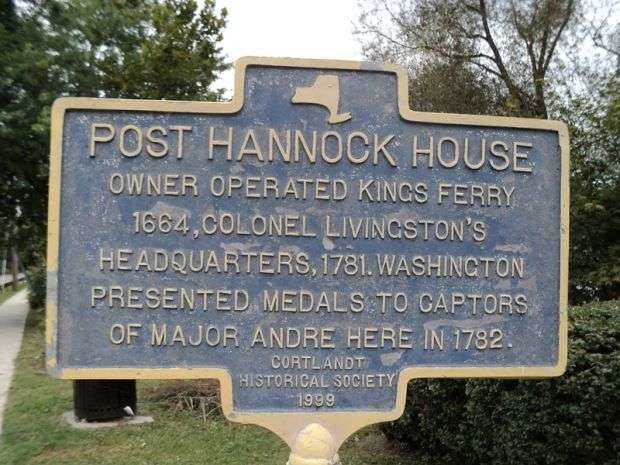 POST HANNOCK HOUSE
OWNER OPERATED KINGS FERRY
1664, COLONEL LIVINGSTON'S
HEADQUARTERS, 1781. WASHINGTON
PRESENTED MEDALS TO CAPTORS
OF MAJOR ANDRE HERE IN 1782.
CORTLANDT
HISTORICAL SOCIETY
1999